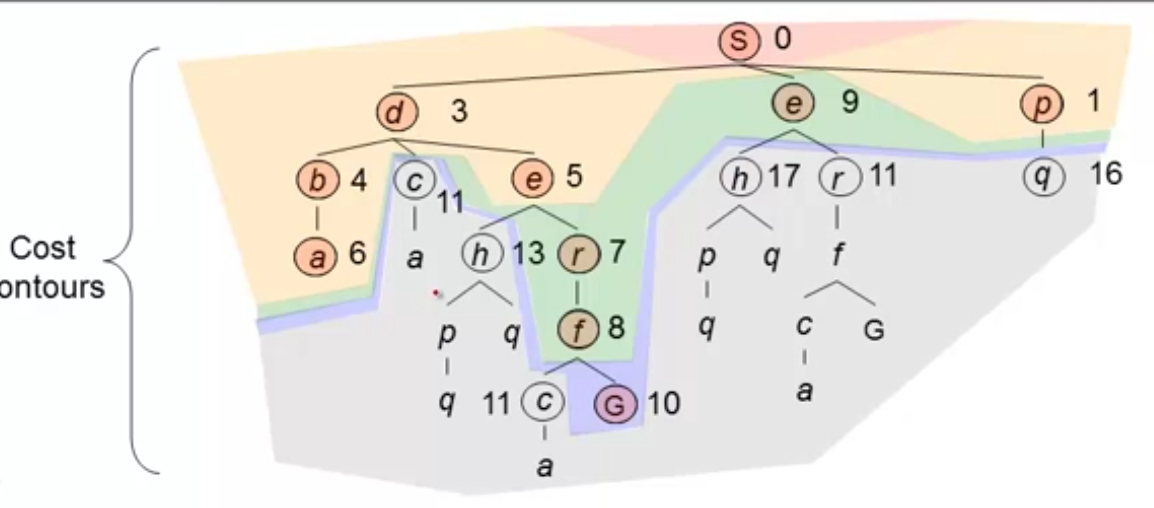 S 0
d 3 e 9 p 1
b 4 c 11 e 5 h 17 r 11 q 16
Cost
ontours
a 6 a h 13 r 7 p q f
p q f 8 q c G
q 11 c G 10 a
a